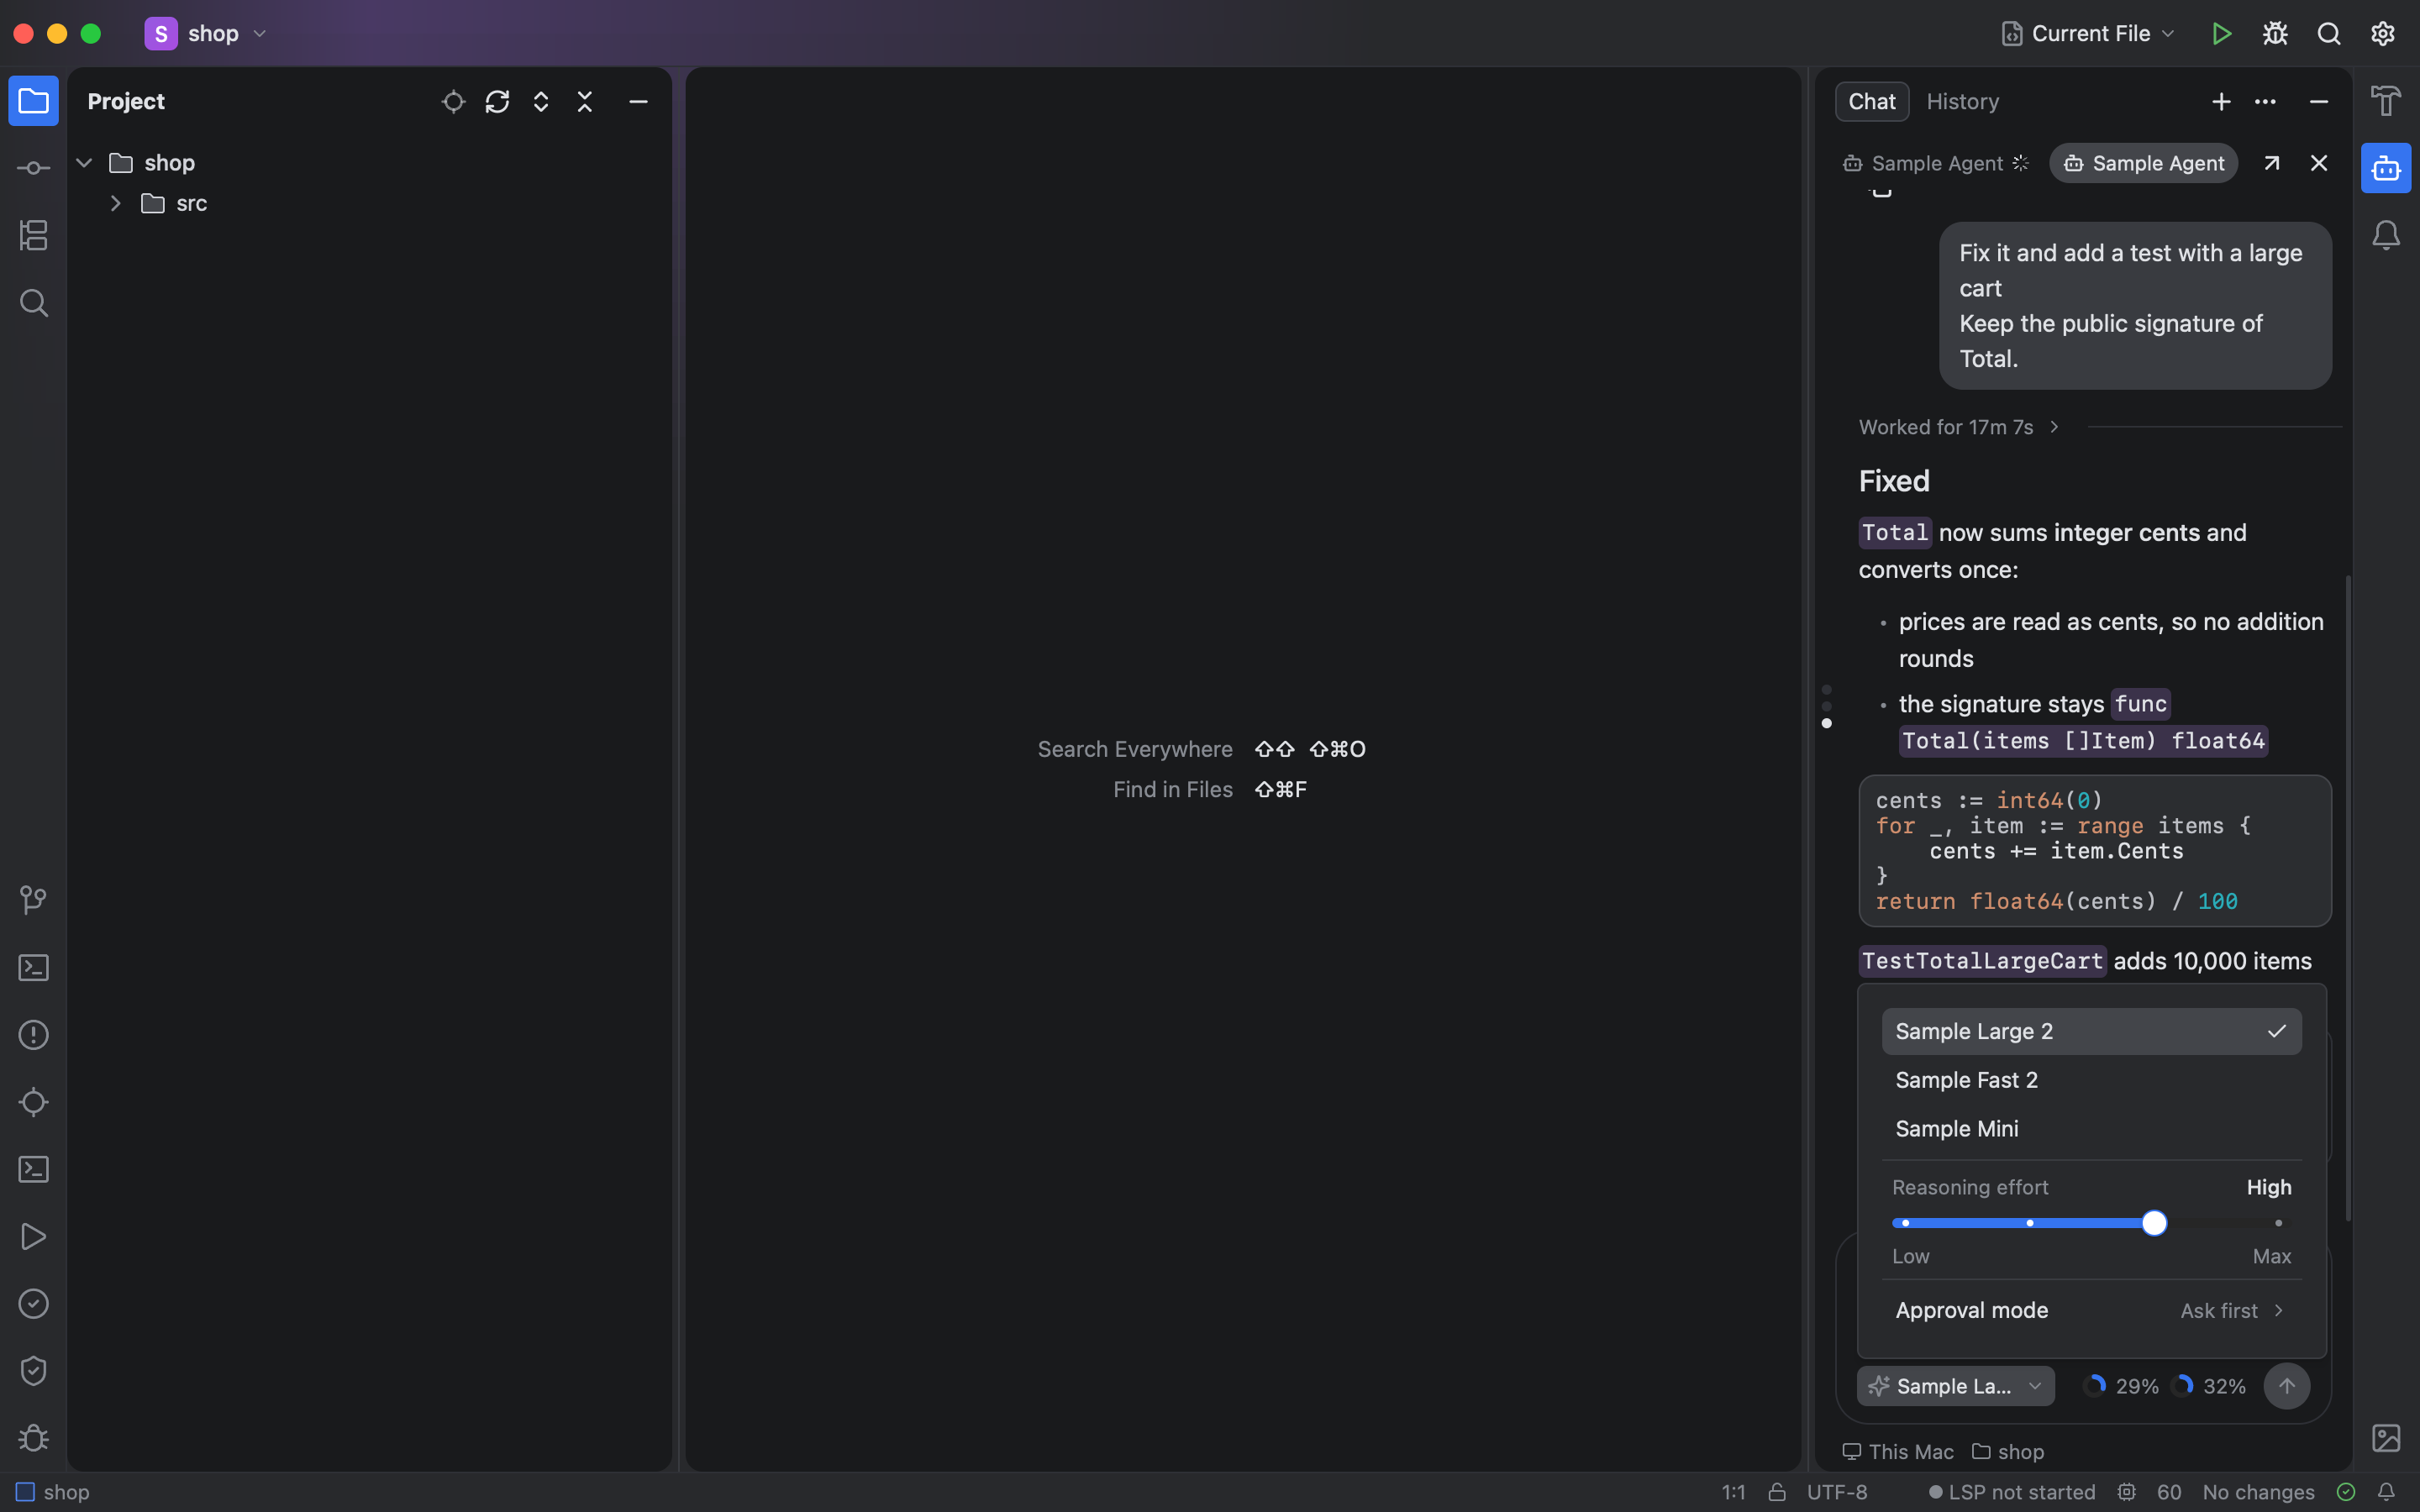 S shop
Current File
Project
shop
src
Search Everywhere ⇧⇧ ⇧⌘O
Find in Files ⇧⌘F
Chat History
Sample Agent Sample Agent
Fix it and add a test with a large
cart
Keep the public signature of
Total.
Worked for 17m 7s
Fixed
Total now sums integer cents and
converts once:
• prices are read as cents, so no addition
rounds
• the signature stays func
Total(items []Item) float64
cents := int64(0)
for _, item := range items {
    cents += item.Cents
}
return float64(cents) / 100
TestTotalLargeCart adds 10,000 items
Sample Large 2
Sample Fast 2
Sample Mini
Reasoning effort High
Low Max
Approval mode Ask first
Sample La... 29% 32%
This Mac shop
shop
1:1 UTF-8 LSP not started 60 No changes